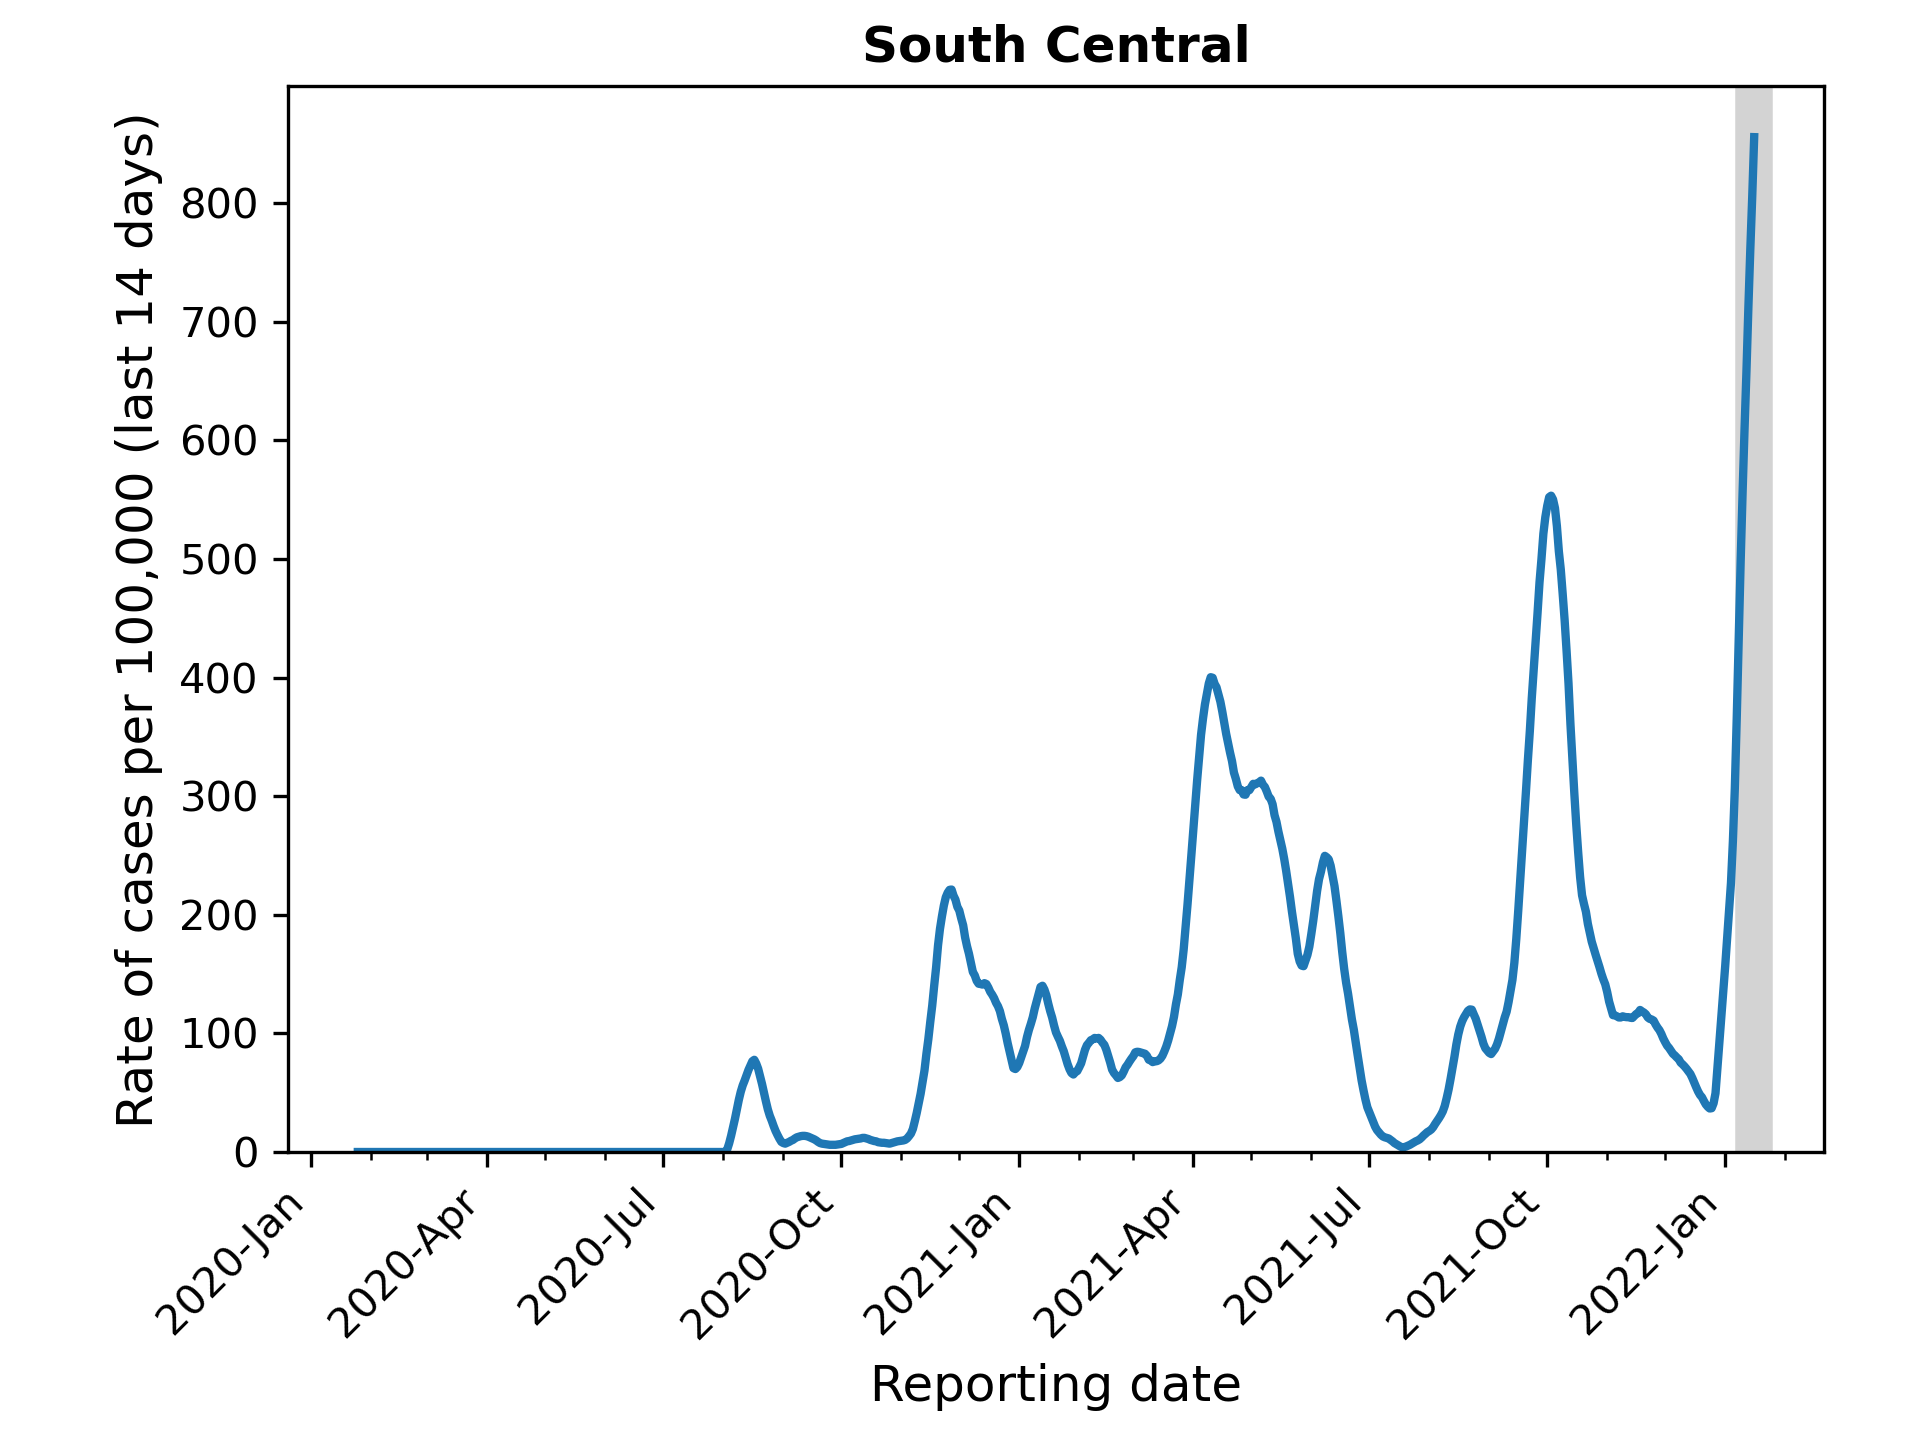 South Central
Rate of cases per 100,000 (last 14 days)
800
700
600
500
400
300
200
100
0
2020-Jan
2020-Apr
2020-Jul
2020-Oct
2021-Jan
2021-Apr
2021-Jul
2021-Oct
2022-Jan
Reporting date